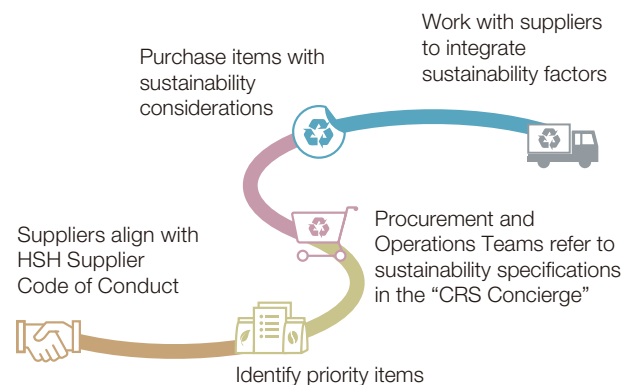 Work with suppliers
to integrate
sustainability factors
Purchase items with
sustainability
considerations
Procurement and
Operations Teams refer to
sustainability specifications
in the “CRS Concierge”
Suppliers align with
HSH Supplier
Code of Conduct
Identify priority items